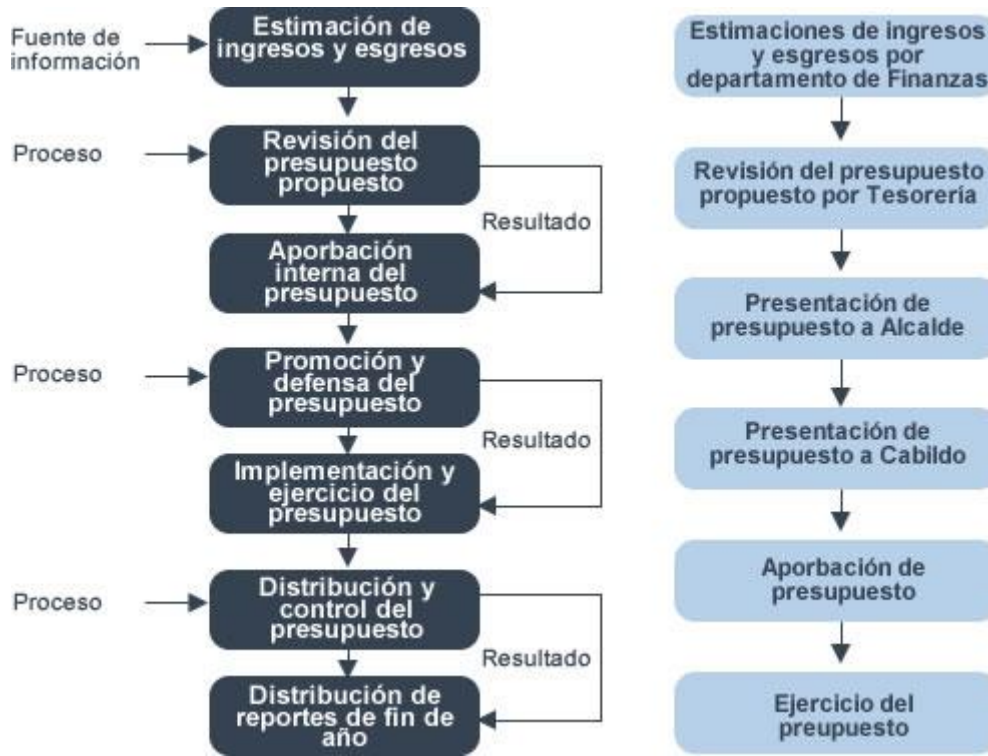 Fuente de
información
Estimación de
ingresos y esgresos
Proceso
Revisión del
presupuesto
propuesto
Resultado
Aporbación
interna del
presupuesto
Proceso
Promoción y
defensa del
presupuesto
Resultado
Implementación y
ejercicio del
presupuesto
Proceso
Distribución y
control del
presupuesto
Resultado
Distribución de
reportes de fin de
año
Estimaciones de ingresos
y esgresos por
departamento de Finanzas
Revisión del presupuesto
propuesto por Tesorería
Presentación de
presupuesto a Alcalde
Presentación de
presupuesto a Cabildo
Aporbación de
presupuesto
Ejercicio del
preupuesto